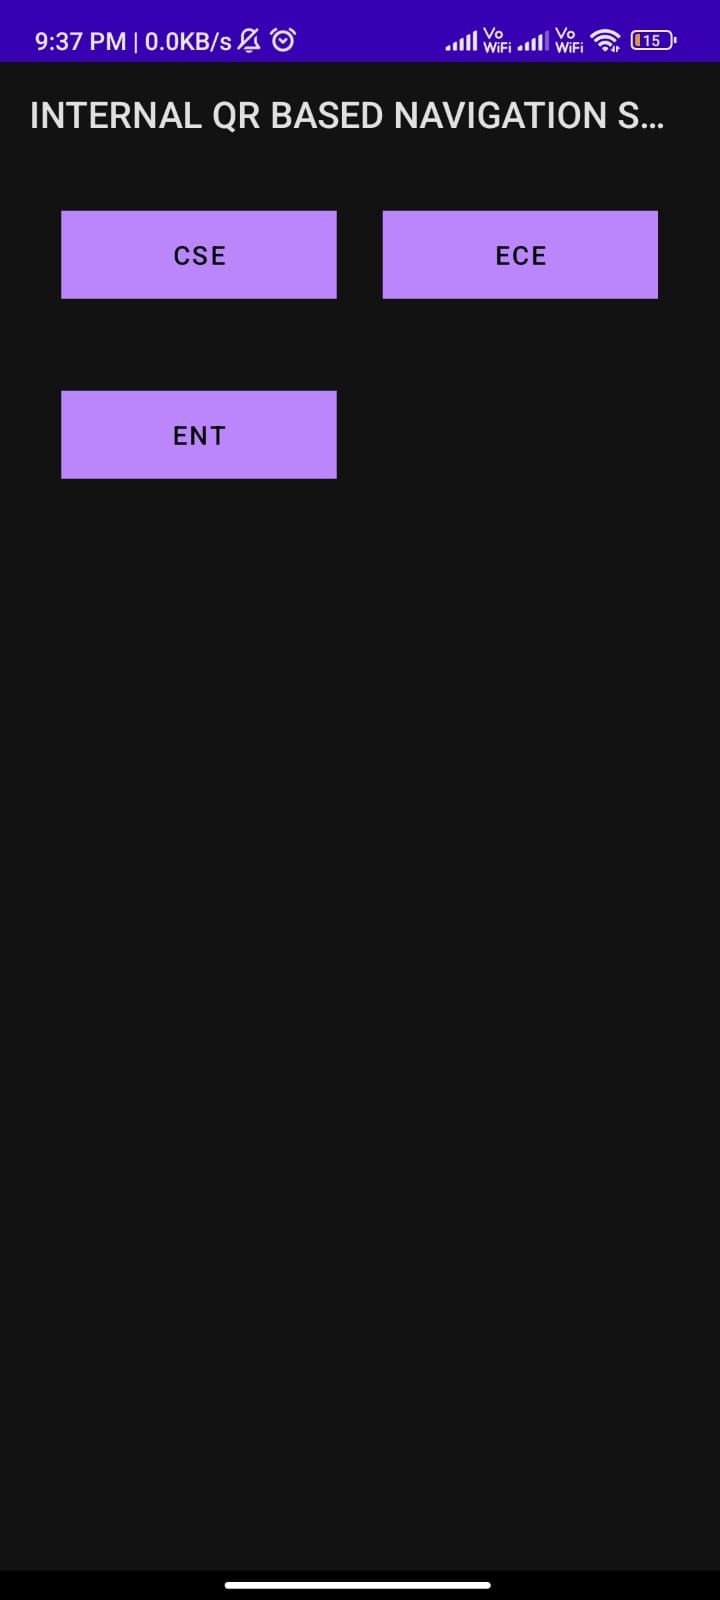 9:37 PM | 0.0KB/s Vo WiFi Vo WiFi 15
INTERNAL QR BASED NAVIGATION S...
CSE ECE
ENT